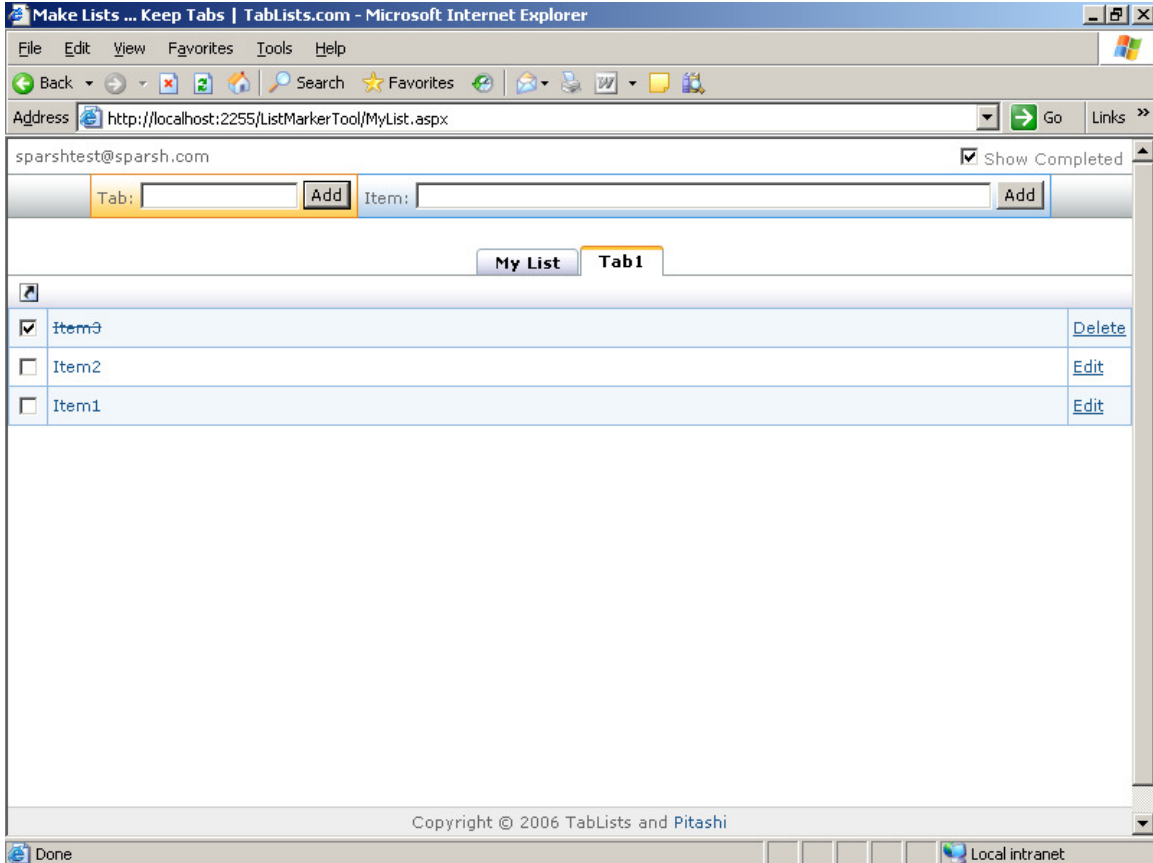 Make Lists ... Keep Tabs | TabLists.com - Microsoft Internet Explorer
File Edit View Favorites Tools Help
Back Search Favorites
Address http://localhost:2255/ListMarkerTool/MyList.aspx Go Links »
sparshtest@sparsh.com Show Completed
Tab: Add Item: Add
My List Tab1
Item3 Delete
Item2 Edit
Item1 Edit
Copyright © 2006 TabLists and Pitashi
Done Local intranet